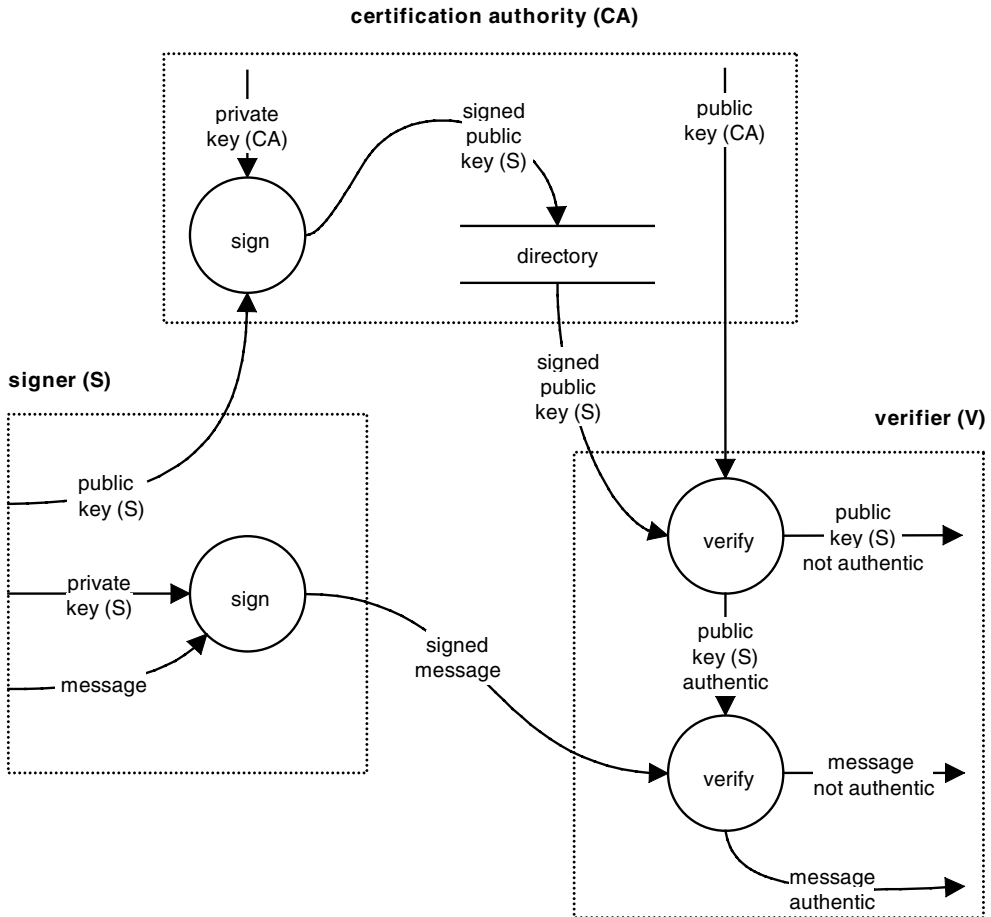 certification authority (CA)
private
key (CA)
signed
public
key (S)
public
key (CA)
sign
directory
signed
public
key (S)
signer (S)
verifier (V)
public
key (S)
private
key (S)
sign
message
signed
message
verify
public
key (S)
not authentic
public
key (S)
authentic
verify
message
not authentic
message
authentic